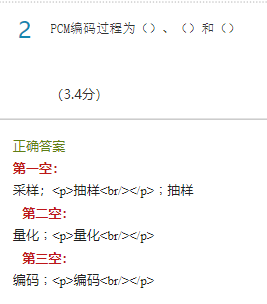 2 PCM编码过程为（）、（）和（）
（3.4分）
正确答案
第一空：
采样；<p>抽样<br/></p>；抽样
第二空：
量化；<p>量化<br/></p>
第三空：
编码；<p>编码<br/></p>